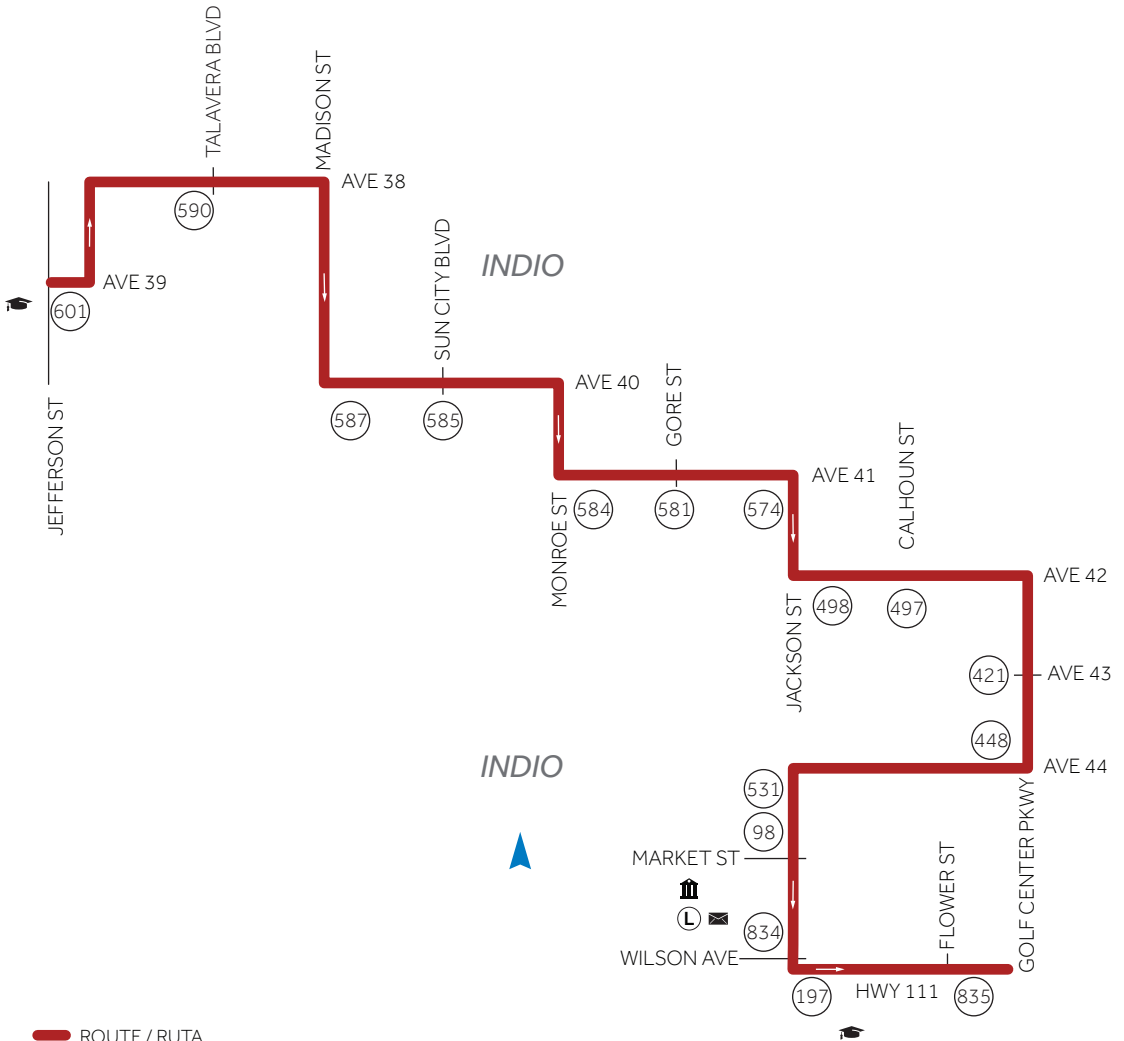 TALAVERA BLVD
MADISON ST
AVE 38
590
SUN CITY BLVD
INDIO
AVE 39
601
JEFFERSON ST
AVE 40
587
585
GORE ST
CALHOUN ST
AVE 41
MONROE ST
584
581
574
AVE 42
JACKSON ST
498
497
421
AVE 43
448
INDIO
AVE 44
531
98
GOLF CENTER PKWY
MARKET ST
FLOWER ST
L
834
WILSON AVE
197
HWY 111
835
ROUTE / RUTA